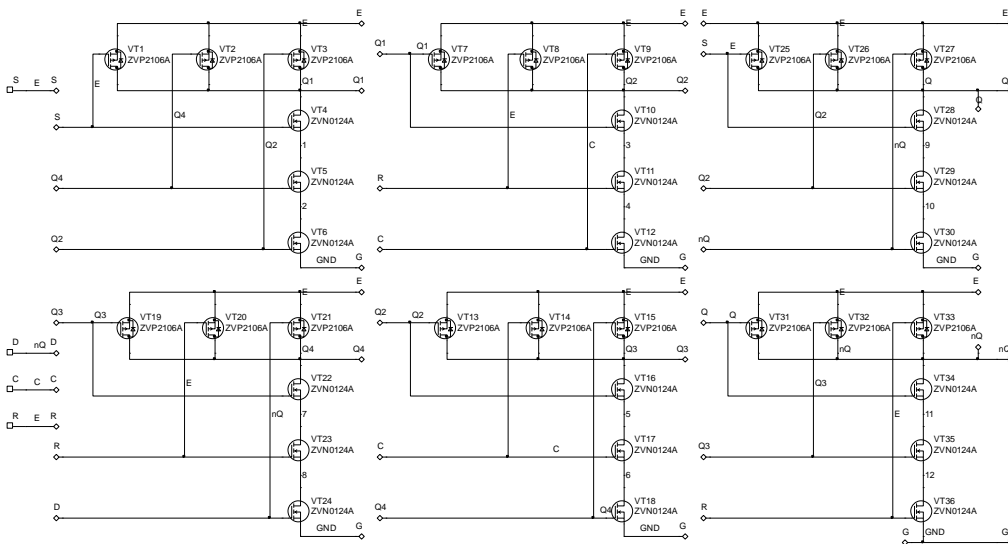 E E E E
VT1 ZVP2106A
VT2 ZVP2106A
E VT3 ZVP2106A
S E S
E
Q1 Q1
S
VT4 ZVN0124A
Q4
Q2
1
Q4
VT5 ZVN0124A
2
Q2
VT6 ZVN0124A
GND G
Q1 Q1
VT7 ZVP2106A
VT8 ZVP2106A
E VT9 ZVP2106A
Q2 Q2
VT10 ZVN0124A
E
C
3
R
VT11 ZVN0124A
4
C
VT12 ZVN0124A
GND G
S E
VT25 ZVP2106A
E VT26 ZVP2106A
VT27 ZVP2106A
Q Q Q
VT28 ZVN0124A
Q2
nQ
9
Q2
VT29 ZVN0124A
10
nQ
VT30 ZVN0124A
GND G
E E E
Q3 Q3
VT19 ZVP2106A
VT20 ZVP2106A
E VT21 ZVP2106A
D nQ D
C C C
R E R
Q4 Q4
VT22 ZVN0124A
E
nQ
7
R
VT23 ZVN0124A
8
D
VT24 ZVN0124A
GND G
Q2 Q2
VT13 ZVP2106A
VT14 ZVP2106A
E VT15 ZVP2106A
Q3 Q3
VT16 ZVN0124A
5
C C
VT17 ZVN0124A
6
Q4 Q4
VT18 ZVN0124A
GND G
Q Q
VT31 ZVP2106A
E VT32 ZVP2106A
VT33 ZVP2106A
nQ nQ nQ
VT34 ZVN0124A
Q3
E
11
Q3
VT35 ZVN0124A
12
R
VT36 ZVN0124A
G GND G